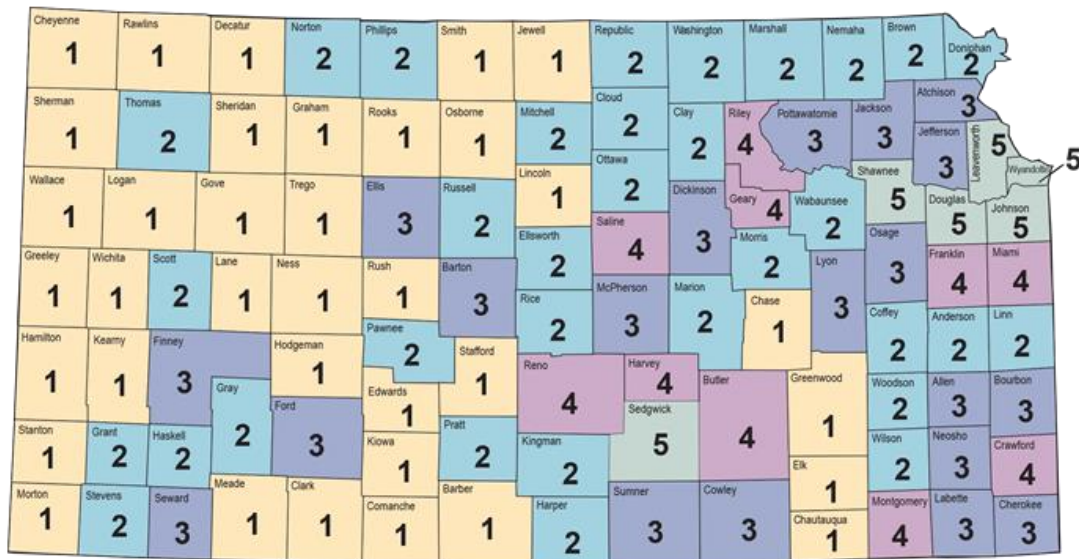 Cheyenne Rawlins Decatur Norton Phillips Smith Jewell Republic Washington Marshall Nemaha Brown Doniphan
1 1 1 2 2 1 1 2 2 2 2 2 2
Sherman Thomas Sheridan Graham Rooks Osborne Mitchell Cloud Clay Riley Pottawatomie Jackson Atchison
1 2 1 1 1 1 2 2 2 4 3 3 3
Jefferson Leavenworth Wyandotte
3 5 5
Ottawa
2
Wallace Logan Gove Trego Ellis Russell Lincoln Saline Dickinson Geary Wabaunsee Shawnee Douglas Johnson
1 1 1 1 3 2 1 4 3 4 2 5 5 5
Greeley Wichita Scott Lane Ness Rush Barton Ellsworth McPherson Marion Morris Lyon Osage Franklin Miami
1 1 2 1 1 1 3 2 3 2 2 3 3 4 4
Rice Chase Coffey Anderson Linn
2 1 2 2 2
Hamilton Kearny Finney Hodgeman Pawnee Stafford Reno Harvey Butler Greenwood Woodson Allen Bourbon
1 1 3 1 2 1 4 4 4 1 2 3 3
Gray Ford Edwards Sedgwick
2 3 1 5
Stanton Grant Haskell Kiowa Pratt Kingman Elk Wilson Neosho Crawford
1 2 2 1 2 2 1 2 3 4
Morton Stevens Seward Meade Clark Comanche Barber Harper Sumner Cowley Chautauqua Montgomery Labette Cherokee
1 2 3 1 1 1 1 2 3 3 1 4 3 3